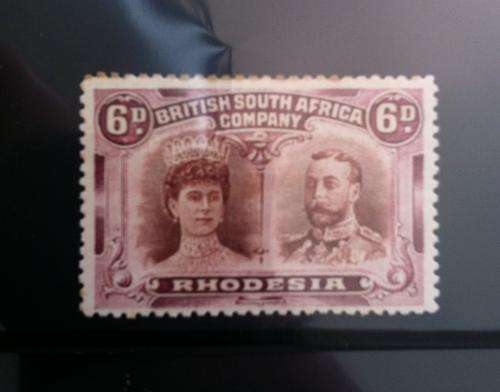 6D. BRITISH SOUTH AFRICA 6D.
COMPANY
RHODESIA